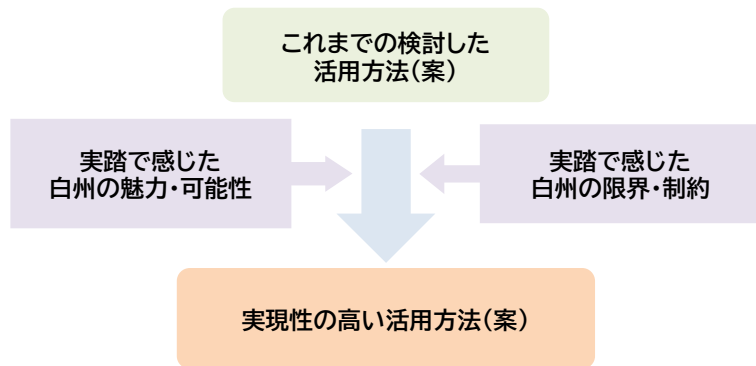 これまでの検討した
活用方法(案)
実踏で感じた
白州の魅力・可能性
実踏で感じた
白州の限界・制約
実現性の高い活用方法(案)